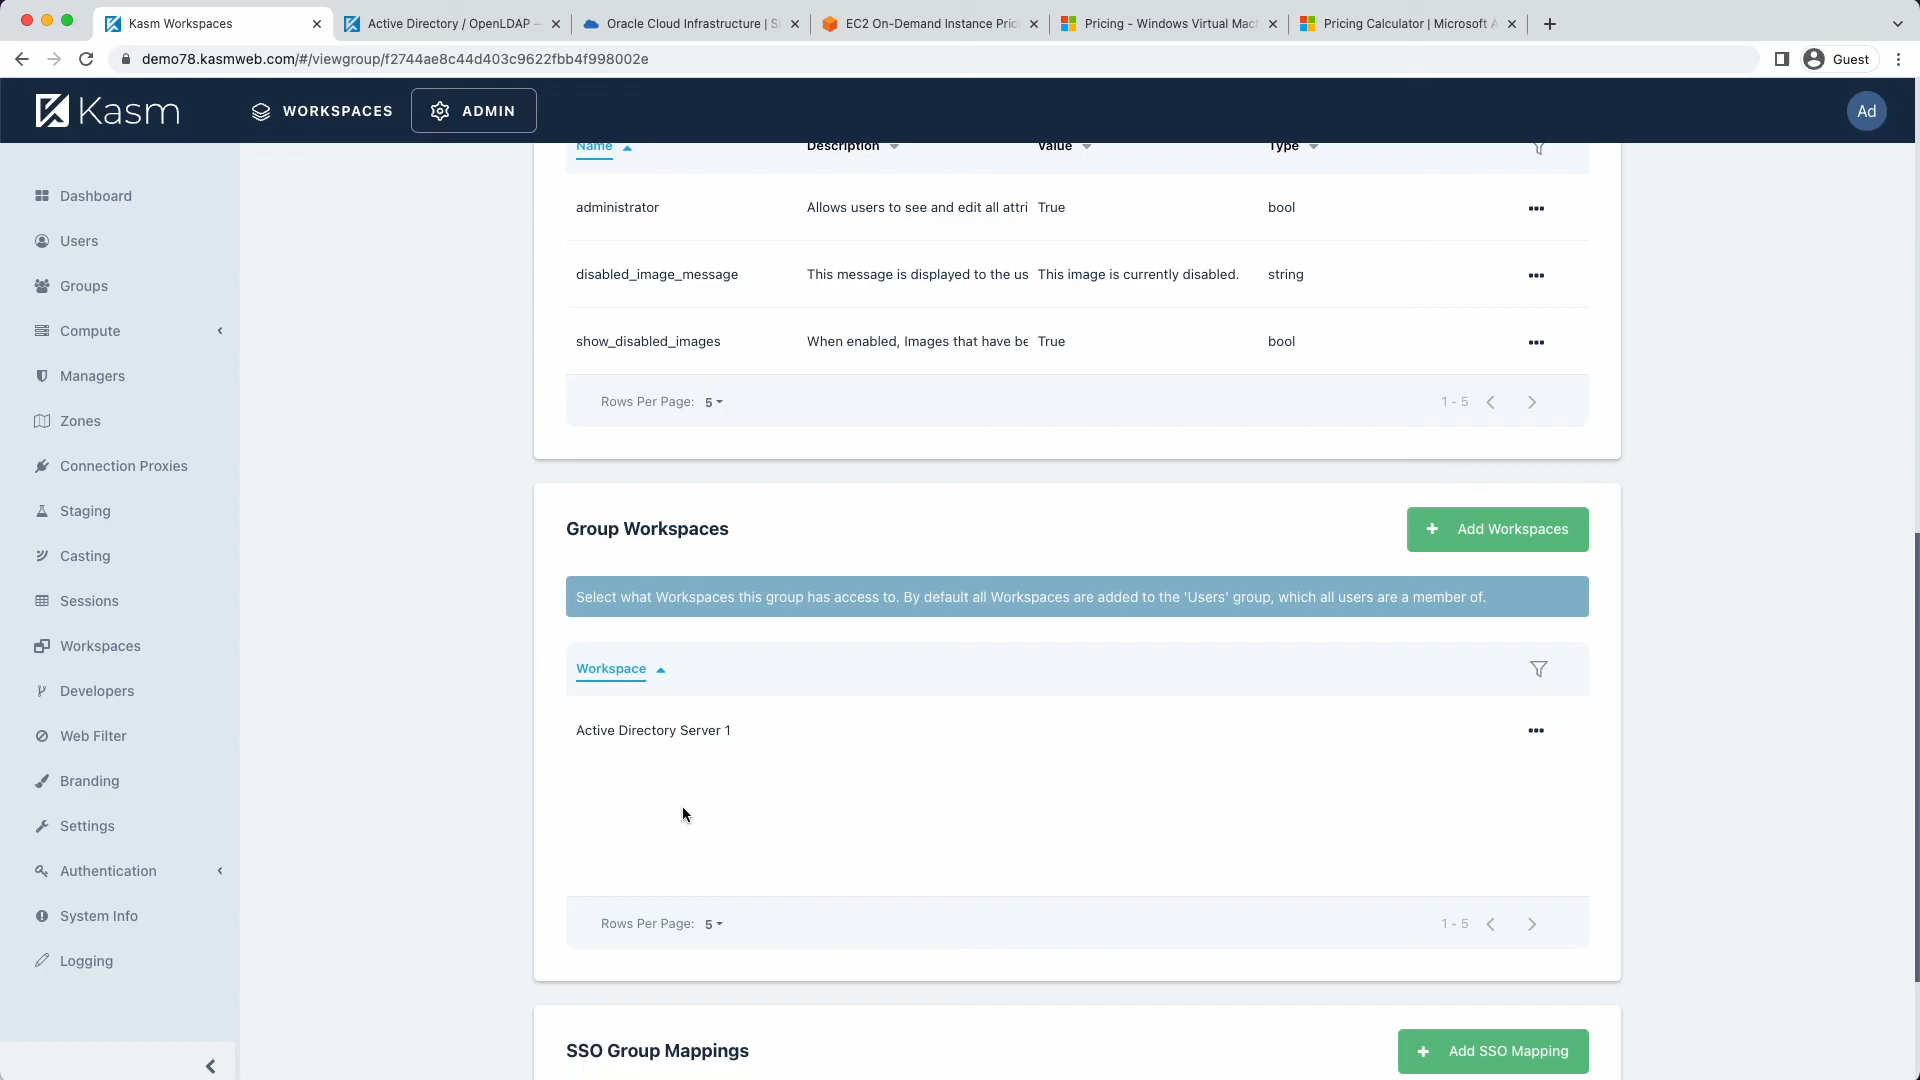 Kasm Workspaces
Active Directory / OpenLDAP
Oracle Cloud Infrastructure |
EC2 On-Demand Instance
Pricing - Windows Virtual
Pricing Calculator | Microsoft
demo78.kasmweb.com/#/viewgroup/f2744ae8c44d403c9622fbb4f998002e
Guest
Kasm
WORKSPACES
ADMIN
Ad
Dashboard
Users
Groups
Compute
Managers
Zones
Connection Proxies
Staging
Casting
Sessions
Workspaces
Developers
Web Filter
Branding
Settings
Authentication
System Info
Logging
Name Description Value Type
administrator Allows users to see and edit all attri True bool
disabled_image_message This message is displayed to the us This image is currently disabled. string
show_disabled_images When enabled, Images that have be True bool
Rows Per Page: 5 1 - 5
Group Workspaces
+ Add Workspaces
Select what Workspaces this group has access to. By default all Workspaces are added to the 'Users' group, which all users are a member of.
Workspace
Active Directory Server 1
Rows Per Page: 5 1 - 5
SSO Group Mappings
+ Add SSO Mapping